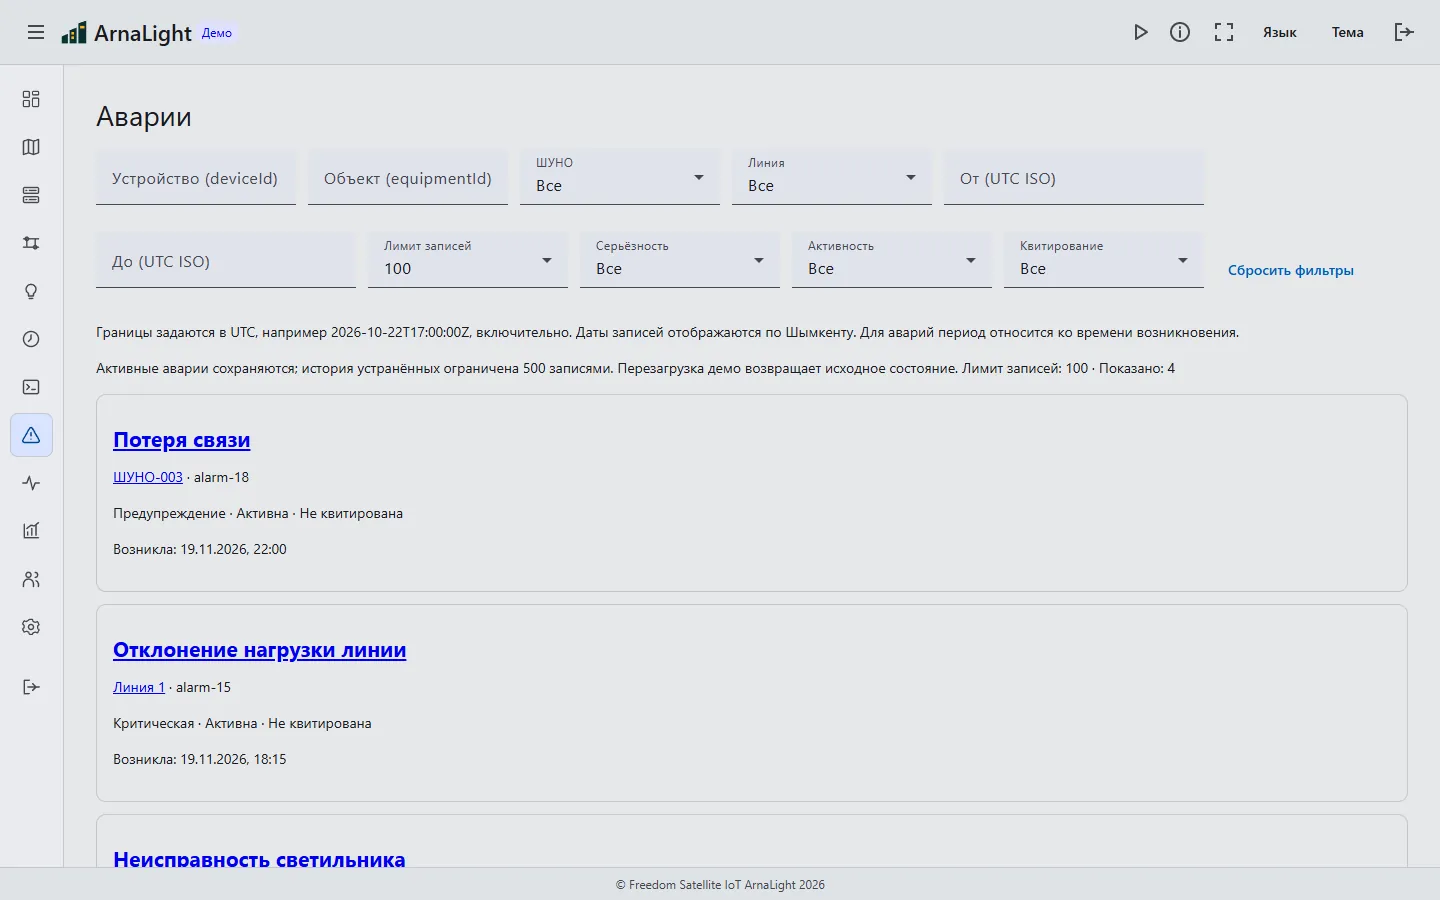 ArnaLight Демо
Язык
Тема
Аварии
Устройство (deviceId)
Объект (equipmentId)
ШУНО
Все
Линия
Все
От (UTC ISO)
До (UTC ISO)
Лимит записей
100
Серьёзность
Все
Активность
Все
Квитирование
Все
Сбросить фильтры
Границы задаются в UTC, например 2026-10-22T17:00:00Z, включительно. Даты записей отображаются по Шымкенту. Для аварий период относится ко времени возникновения.
Активные аварии сохраняются; история устранённых ограничена 500 записями. Перезагрузка демо возвращает исходное состояние. Лимит записей: 100 · Показано: 4
Потеря связи
ШУНО-003 · alarm-18
Предупреждение · Активна · Не квитирована
Возникла: 19.11.2026, 22:00
Отклонение нагрузки линии
Линия 1 · alarm-15
Критическая · Активна · Не квитирована
Возникла: 19.11.2026, 18:15
Неисправность светильника
© Freedom Satellite IoT ArnaLight 2026